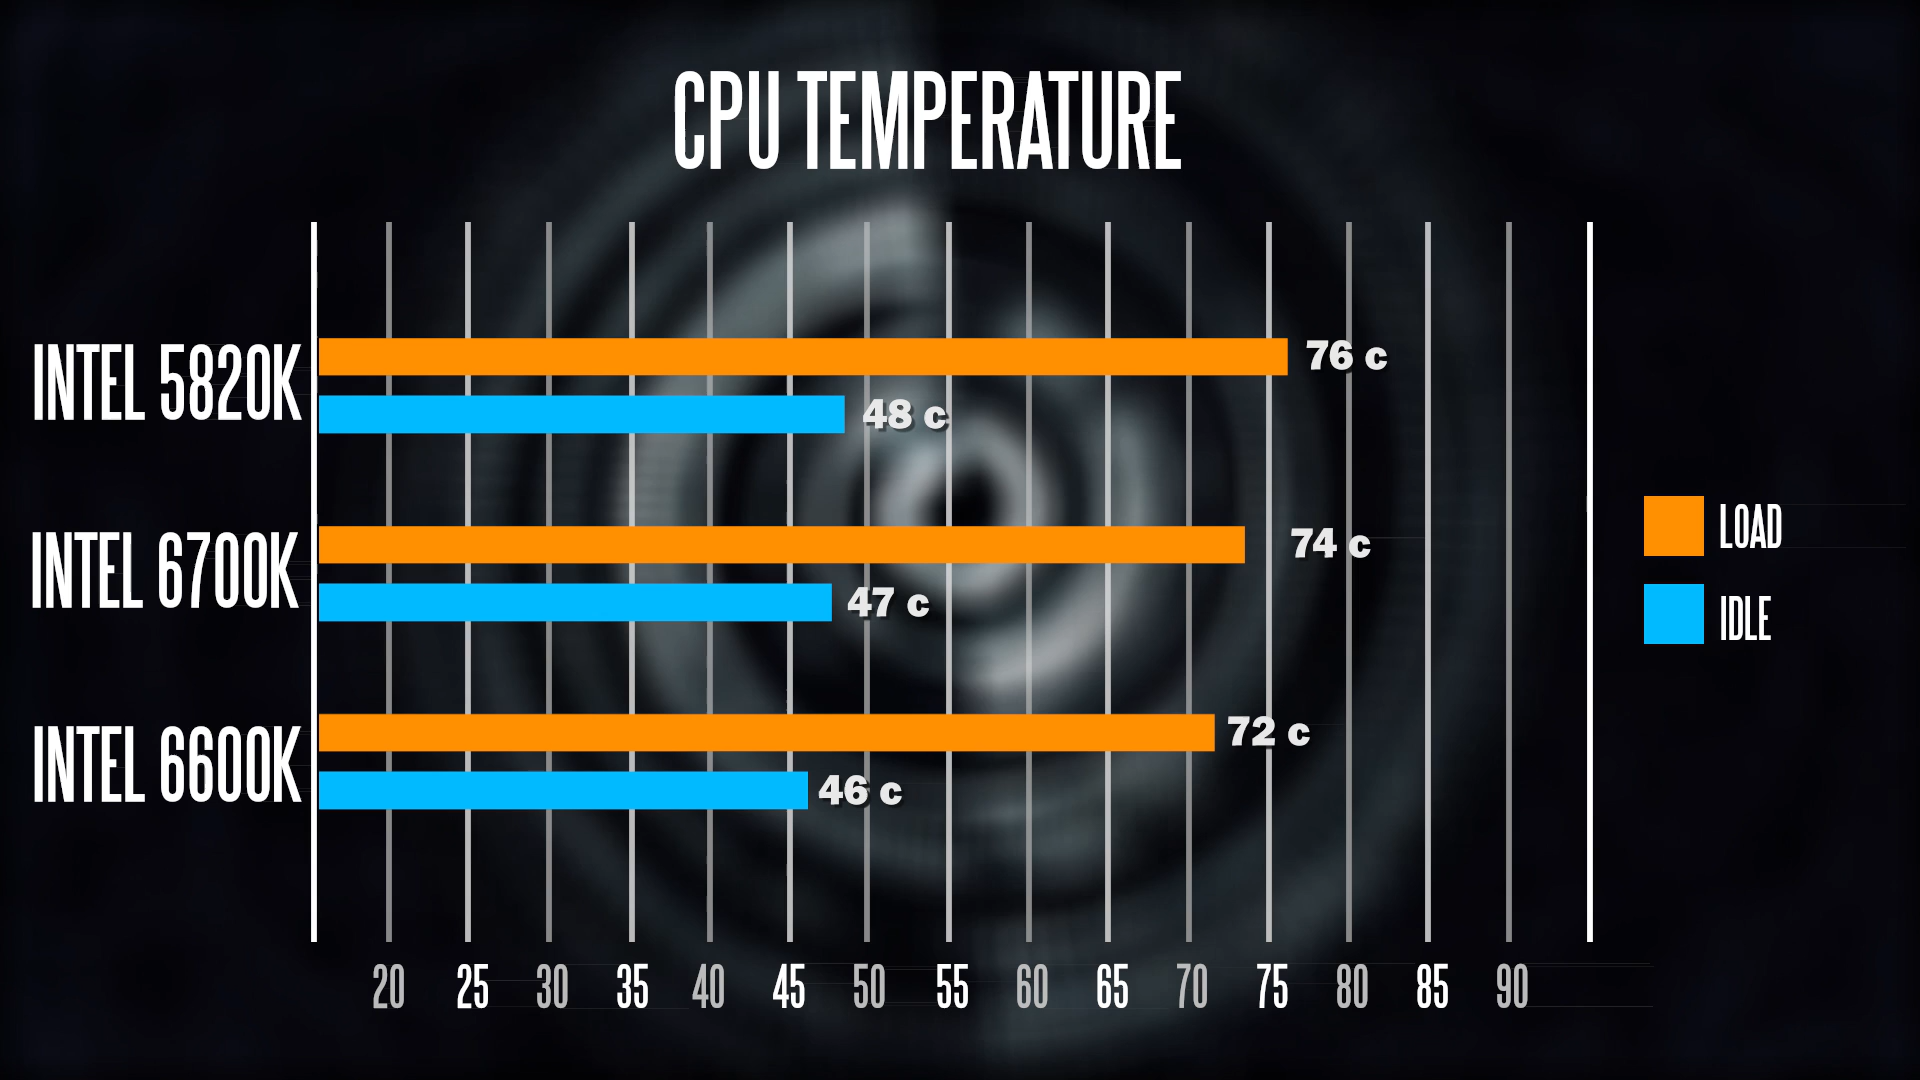 CPU TEMPERATURE
INTEL 5820K
76 c
48 c
INTEL 6700K
74 c
47 c
INTEL 6600K
72 c
46 c
LOAD
IDLE
20 25 30 35 40 45 50 55 60 65 70 75 80 85 90